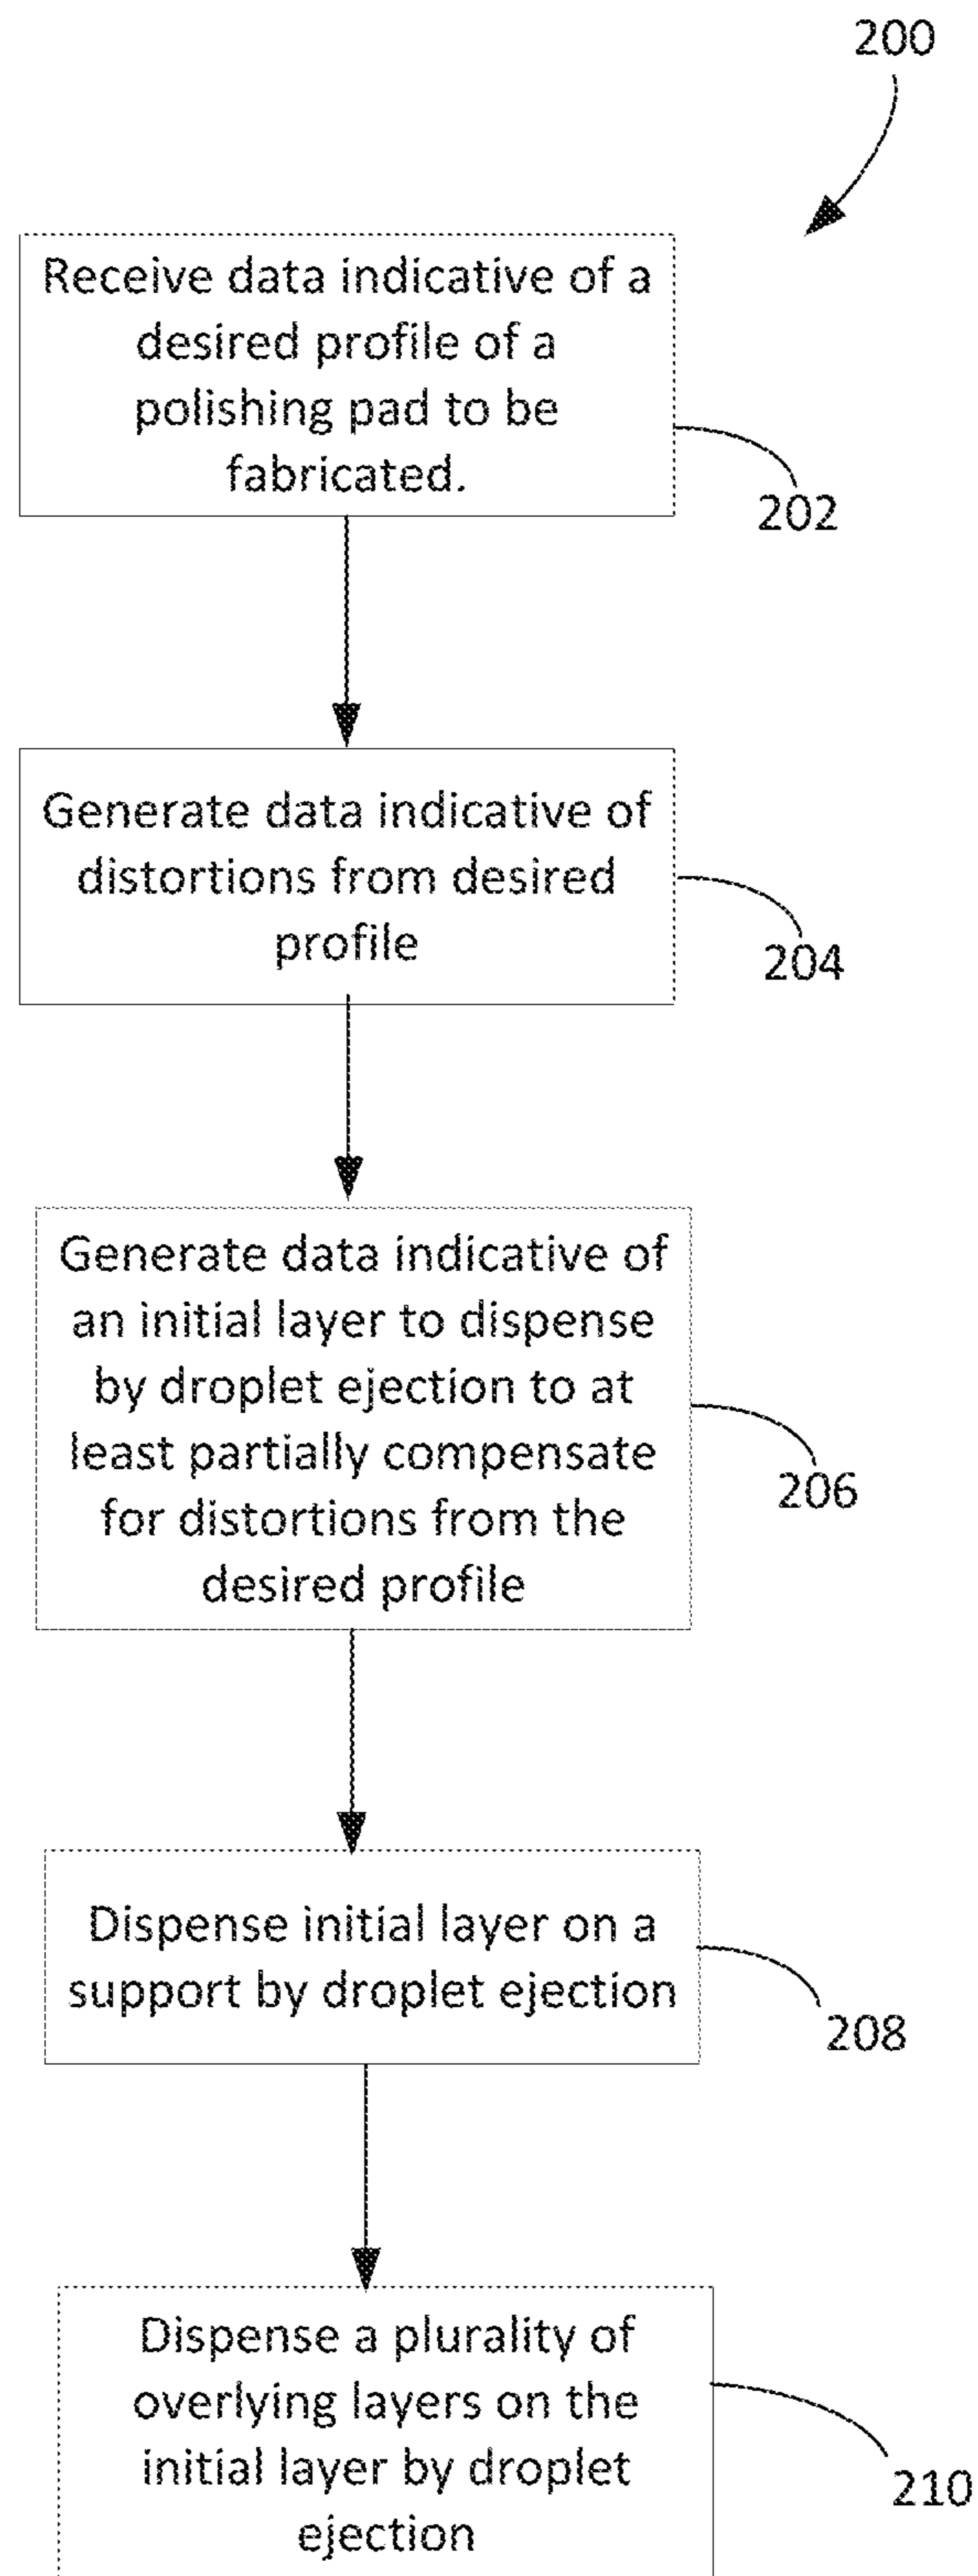 200
Receive data indicative of a
desired profile of a
polishing pad to be
fabricated.
202
Generate data indicative of
distortions from desired
profile
204
Generate data indicative of
an initial layer to dispense
by droplet ejection to at
least partially compensate
for distortions from the
desired profile
206
Dispense initial layer on a
support by droplet ejection
208
Dispense a plurality of
overlying layers on the
initial layer by droplet
ejection
210